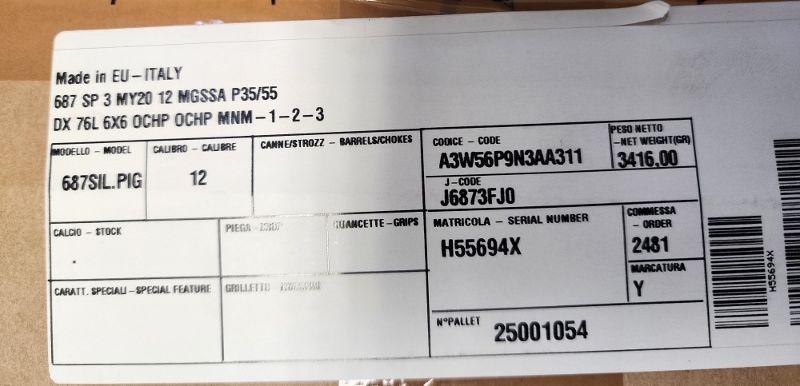 Made in EU-ITALY
687 SP 3 MY20 12 MGSSA P35/55
DX 76L 6X6 OCHP OCHP MNM-1-2-3
MODELLO - MODEL
687SIL.PIG
CALIBRO - CALIBRE
12
CANNE/STROZZ - BARRELS/CHOKES
CODICE - CODE
A3W56P9N3AA311
PESO NETTO
-NET WEIGHT(GR)
3416,00
J-CODE
J6873FJ0
CALCIO - STOCK
PIEGA
GUANCETTE-GRIPS
MATRICOLA - SERIAL NUMBER
H55694X
COMMESSA
- ORDER
2481
MARCATURA
Y
CARATT. SPECIALI-SPECIAL FEATURE
GRILLETTO
N°PALLET
25001054
H55694X